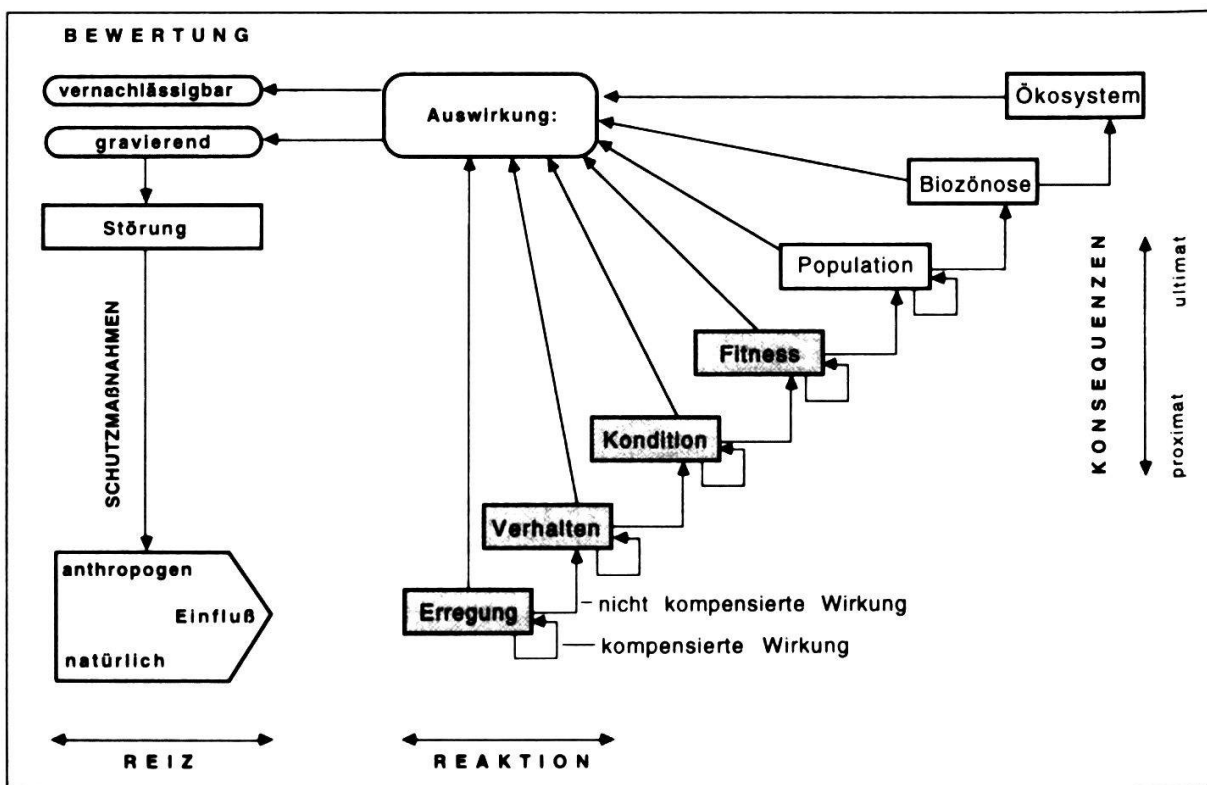 BEWERTUNG
vernachlässigbar
gravierend
Störung
SCHUTZMAßNAHMEN
anthropogen
Einfluß
natürlich
REIZ
Auswirkung:
Ökosystem
Biozönose
Population
Fitness
Kondition
Verhalten
Erregung
nicht kompensierte Wirkung
kompensierte Wirkung
REAKTION
KONSEQUENZEN
ultimat
proximat